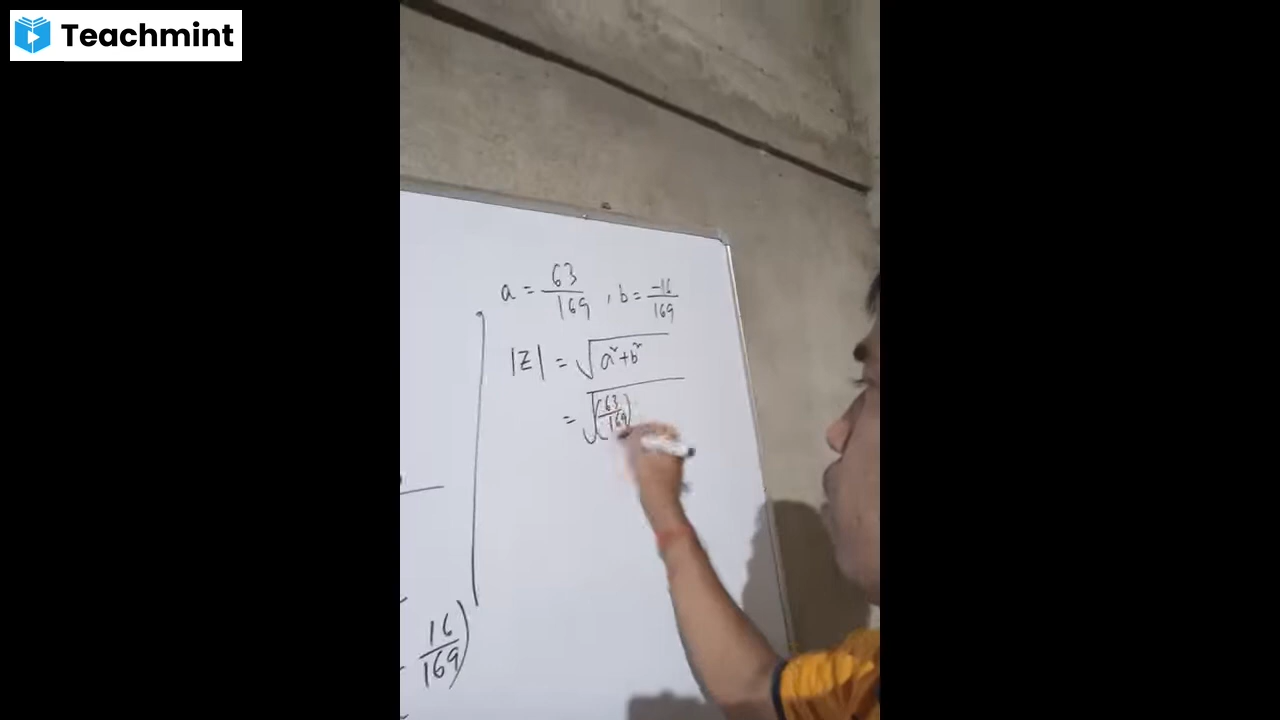 Teachmint
a = 63/169 , b = -16/169
|Z| = √(a² + b²)
= √((63/169)
16/169)